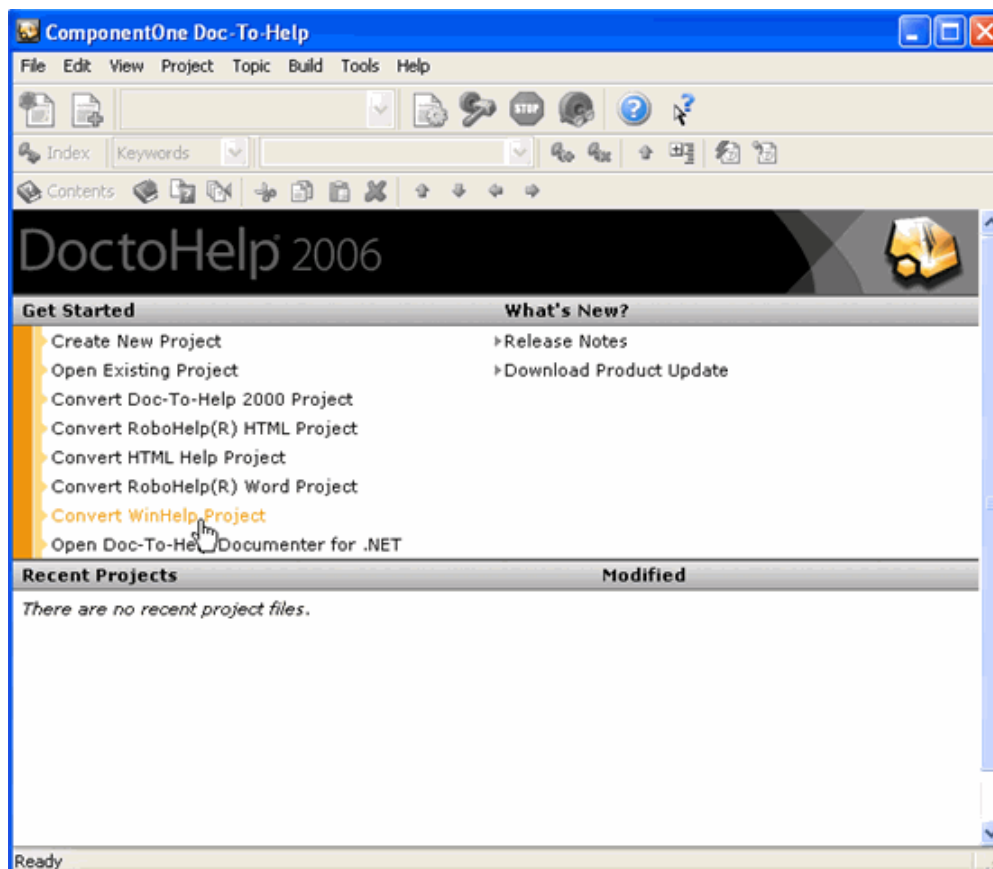 ComponentOne Doc-To-Help
File Edit View Project Topic Build Tools Help
STOP
Index Keywords
Contents
DoctoHelp 2006
Get Started What's New?
Create New Project Release Notes
Open Existing Project Download Product Update
Convert Doc-To-Help 2000 Project
Convert RoboHelp(R) HTML Project
Convert HTML Help Project
Convert RoboHelp(R) Word Project
Convert WinHelp Project
Open Doc-To-Help Documenter for .NET
Recent Projects Modified
There are no recent project files.
Ready